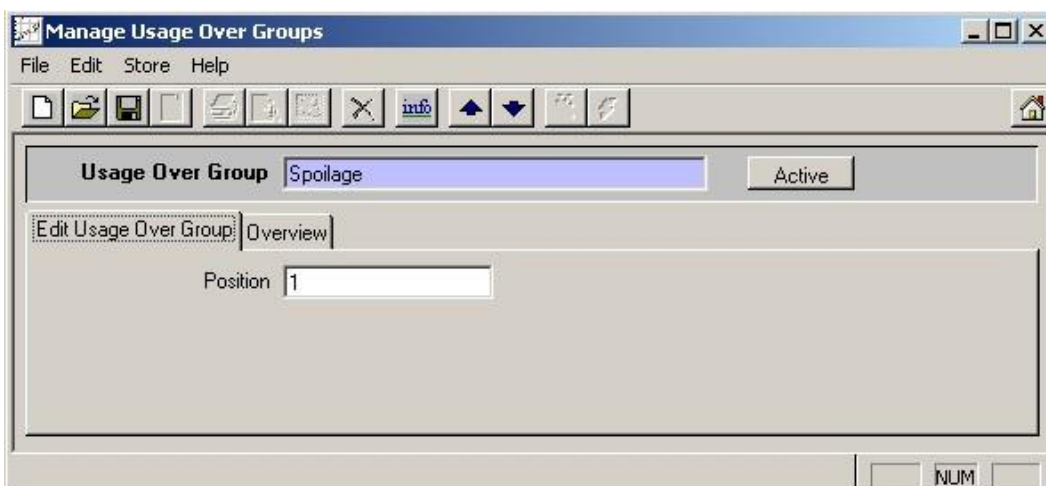 Manage Usage Over Groups
File Edit Store Help
info
Usage Over Group Spoilage Active
Edit Usage Over Group Overview
Position 1
NUM